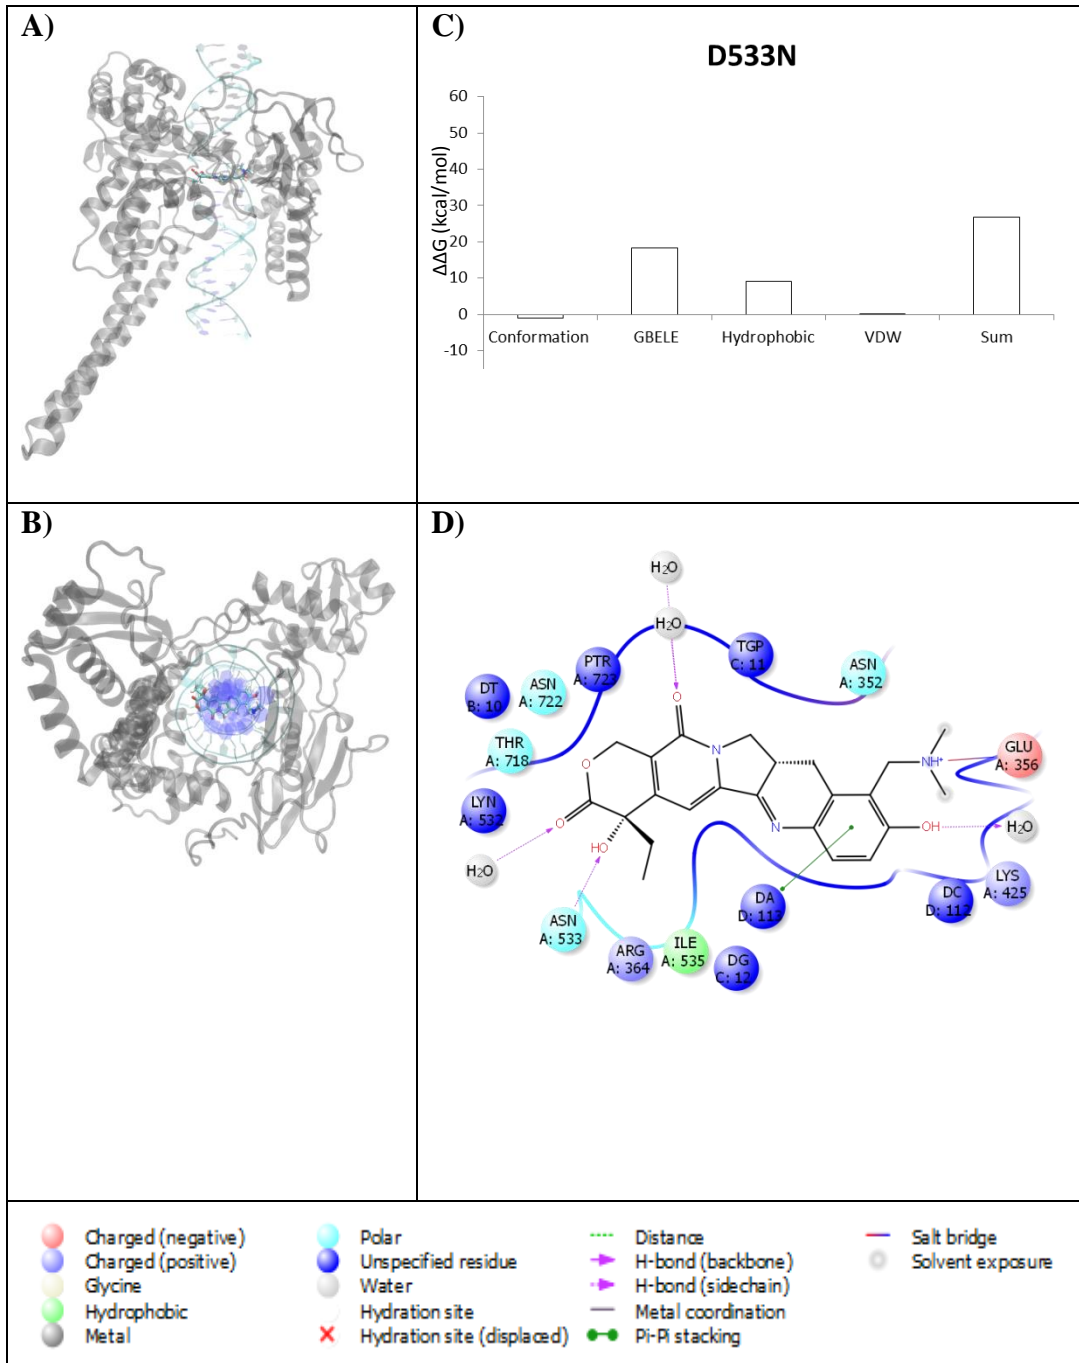 A)
C)
D533N
ΔΔG (kcal/mol)
60
50
40
30
20
10
0
-10
Conformation GBELE Hydrophobic VDW Sum
B)
D)
H₂O
H₂O
PTR
A: 723
TGP
C: 11
ASN
A: 352
DT
B: 10
ASN
A: 722
THR
A: 718
LYN
A: 532
O
O
O
N
NH⁺
GLU
A: 356
H₂O
HO
N
OH
H₂O
LYS
A: 425
DC
D: 112
DA
D: 113
ASN
A: 533
ARG
A: 364
ILE
A: 535
DG
C: 12
Charged (negative) Polar Distance Salt bridge
Charged (positive) Unspecified residue H-bond (backbone) Solvent exposure
Glycine Water H-bond (sidechain)
Hydrophobic Hydration site Metal coordination
Metal Hydration site (displaced) Pi-Pi stacking